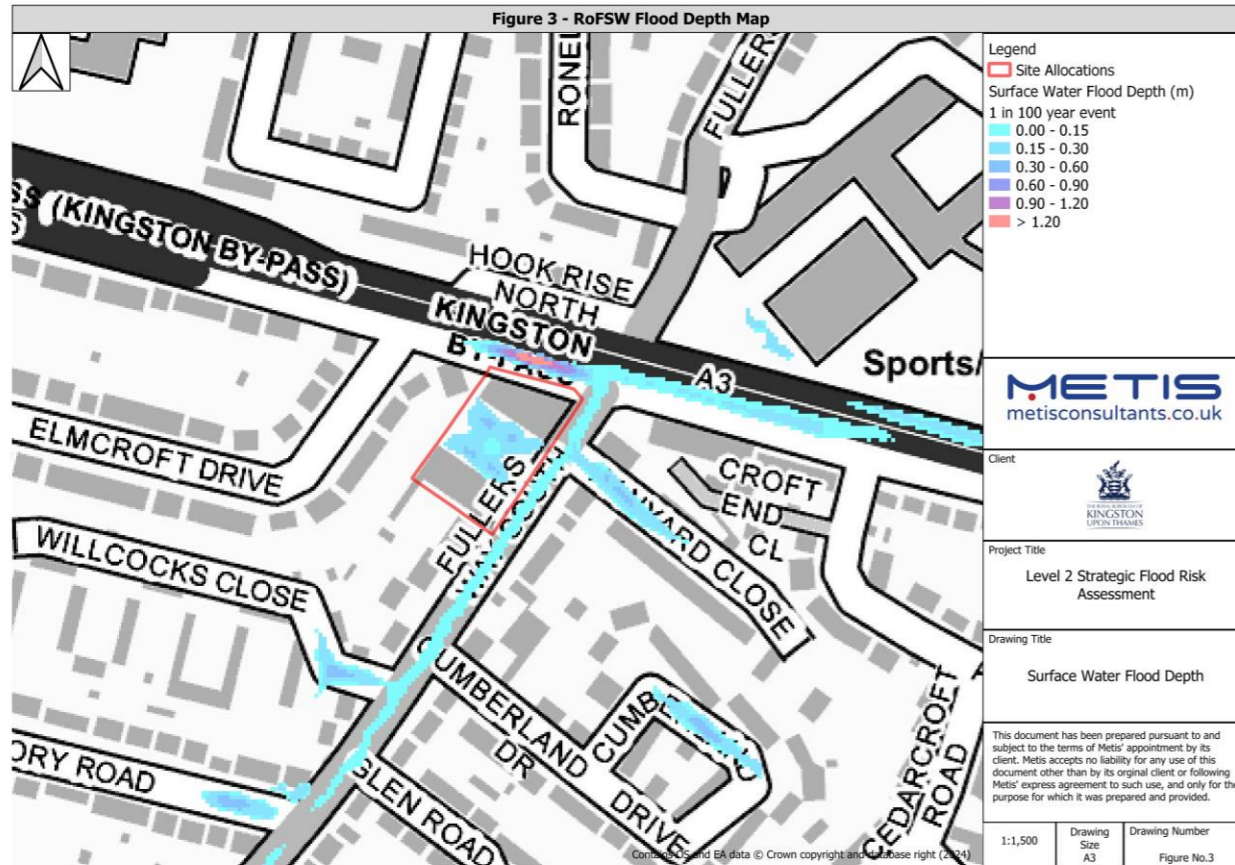 Figure 3 - RoFSW Flood Depth Map
Legend
Site Allocations
Surface Water Flood Depth (m)
1 in 100 year event
0.00 - 0.15
0.15 - 0.30
0.30 - 0.60
0.60 - 0.90
0.90 - 1.20
> 1.20
RONEL
FULLERS
SS (KINGSTON BY-PASS)
S
HOOK RISE
NORTH
KINGSTON
BY-PASS
A3
Sports/
ELMCROFT DRIVE
FULLERS
CROFT
END
CL
CLOSE
WILLCOCKS CLOSE
CUMBERLAND
DR
CUMBERLAND
DRIVE
ORY ROAD
GLEN ROAD
CEDARCROFT
ROAD
Contains OS and EA data © Crown copyright and database right (2024)
METIS
metisconsultants.co.uk
Client
THE ROYAL BOROUGH OF
KINGSTON
UPON THAMES
Project Title
Level 2 Strategic Flood Risk
Assessment
Drawing Title
Surface Water Flood Depth
This document has been prepared pursuant to and
subject to the terms of Metis' appointment by its
client. Metis accepts no liability for any use of this
document other than by its orginal client or following
Metis' express agreement to such use, and only for the
purpose for which it was prepared and provided.
1:1,500
Drawing
Size
A3
Drawing Number
Figure No.3